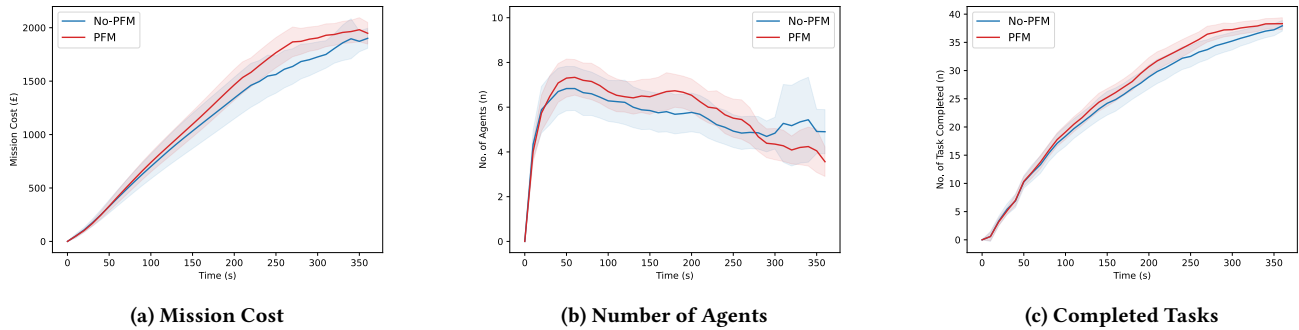 No-PFM
PFM
Mission Cost (£)
2000
1500
1000
500
0
0 50 100 150 200 250 300 350
Time (s)
(a) Mission Cost
No-PFM
PFM
No. of Agents (n)
10
8
6
4
2
0
0 50 100 150 200 250 300 350
Time (s)
(b) Number of Agents
No-PFM
PFM
No. of Task Completed (n)
40
35
30
25
20
15
10
5
0
0 50 100 150 200 250 300 350
Time (s)
(c) Completed Tasks